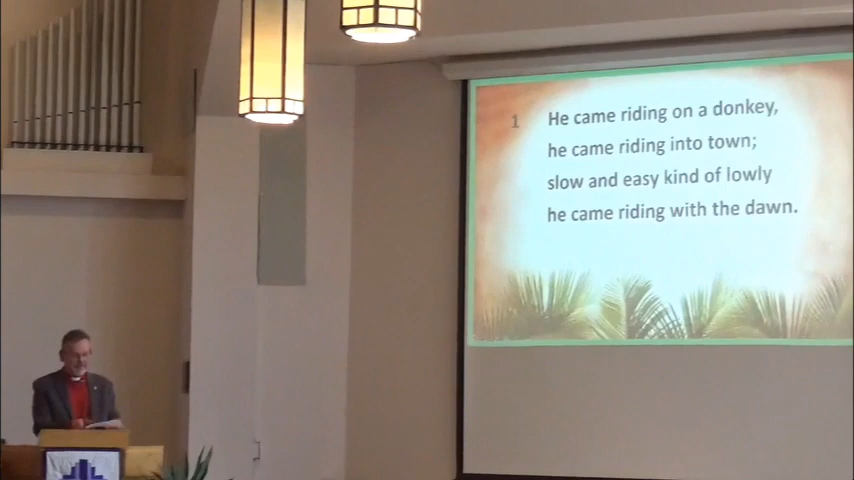 1 He came riding on a donkey,
he came riding into town;
slow and easy kind of lowly
he came riding with the dawn.